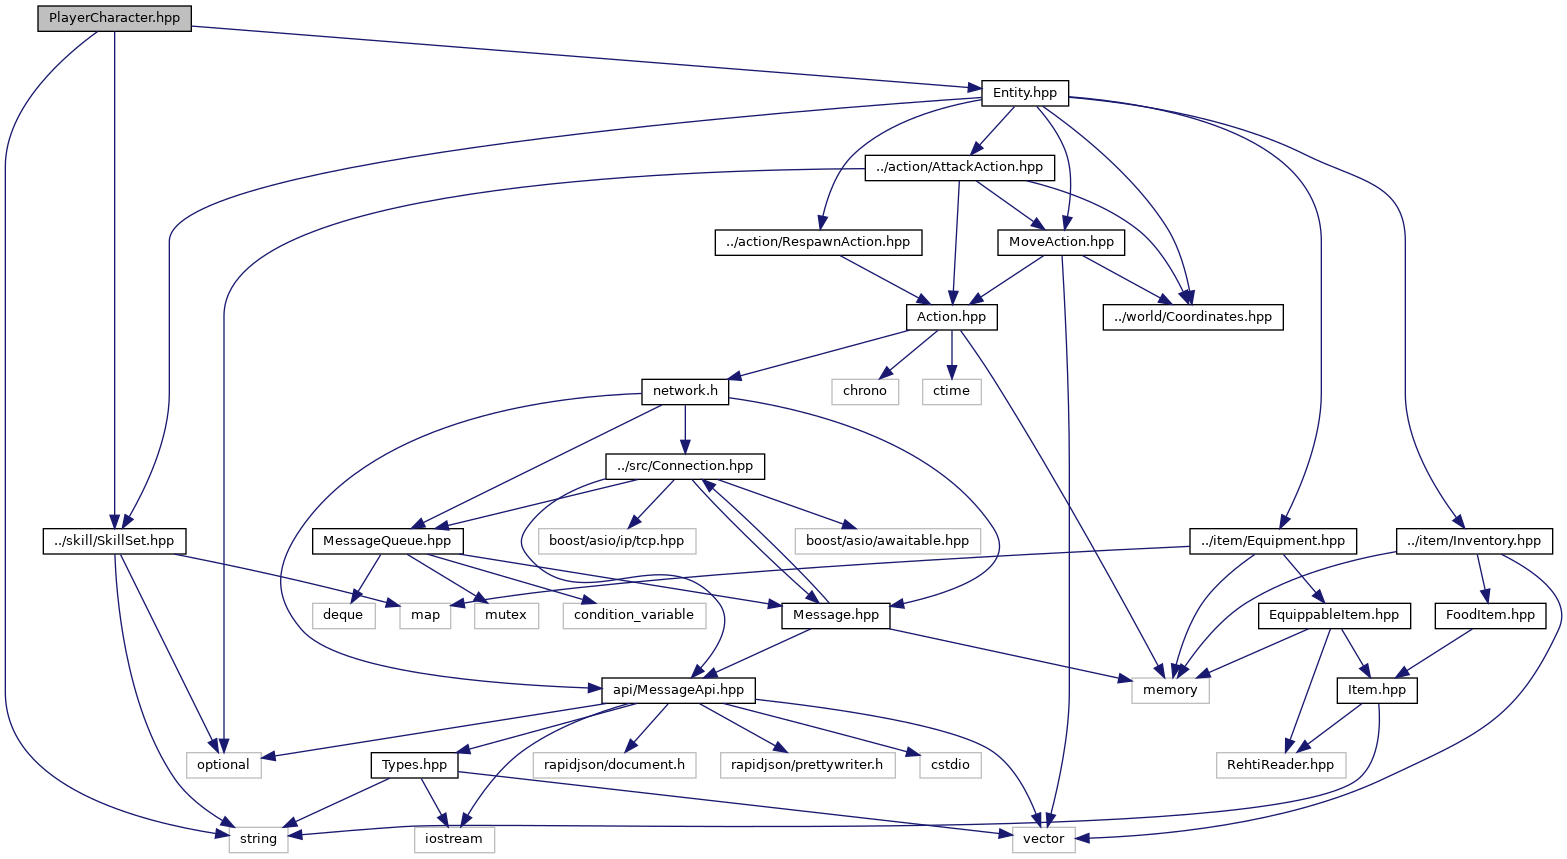 PlayerCharacter.hpp
Entity.hpp
../action/AttackAction.hpp
../action/RespawnAction.hpp
MoveAction.hpp
Action.hpp
../world/Coordinates.hpp
network.h
chrono
ctime
../src/Connection.hpp
../skill/SkillSet.hpp
MessageQueue.hpp
boost/asio/ip/tcp.hpp
boost/asio/awaitable.hpp
../item/Equipment.hpp
../item/Inventory.hpp
deque
map
mutex
condition_variable
Message.hpp
EquippableItem.hpp
FoodItem.hpp
api/MessageApi.hpp
memory
Item.hpp
optional
Types.hpp
rapidjson/document.h
rapidjson/prettywriter.h
cstdio
RehtiReader.hpp
string
iostream
vector